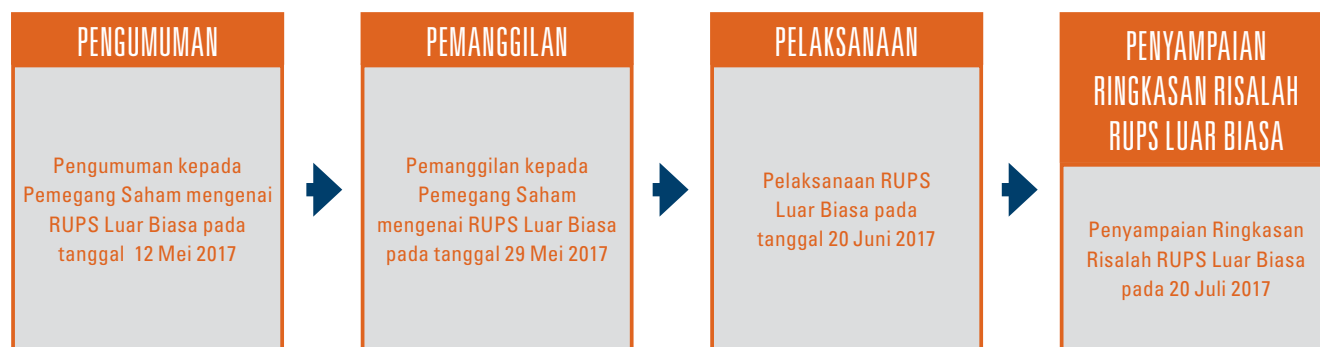 PENGUMUMAN
Pengumuman kepada
Pemegang Saham mengenai
RUPS Luar Biasa pada
tanggal 12 Mei 2017
PEMANGGILAN
Pemanggilan kepada
Pemegang Saham
mengenai RUPS Luar Biasa
pada tanggal 29 Mei 2017
PELAKSANAAN
Pelaksanaan RUPS
Luar Biasa pada
tanggal 20 Juni 2017
PENYAMPAIAN
RINGKASAN RISALAH
RUPS LUAR BIASA
Penyampaian Ringkasan
Risalah RUPS Luar Biasa
pada 20 Juli 2017